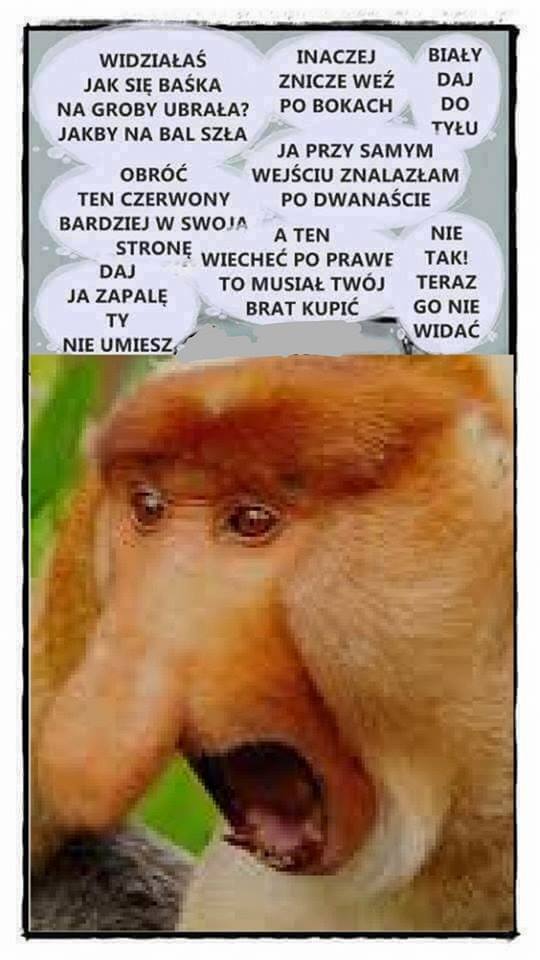 WIDZIAŁAŚ
JAK SIĘ BAŚKA
NA GROBY UBRAŁA?
JAKBY NA BAL SZŁA
INACZEJ
ZNICZE WEŹ
PO BOKACH
BIAŁY
DAJ
DO
TYŁU
JA PRZY SAMYM
WEJŚCIU ZNALAZŁAM
PO DWANAŚCIE
OBRÓĆ
TEN CZERWONY
BARDZIEJ W SWOJA
STRONĘ
A TEN
WIECHEĆ PO PRAWE
TO MUSIAŁ TWÓJ
BRAT KUPIĆ
NIE
TAK!
TERAZ
GO NIE
WIDAĆ
DAJ
JA ZAPALĘ
TY
NIE UMIESZ